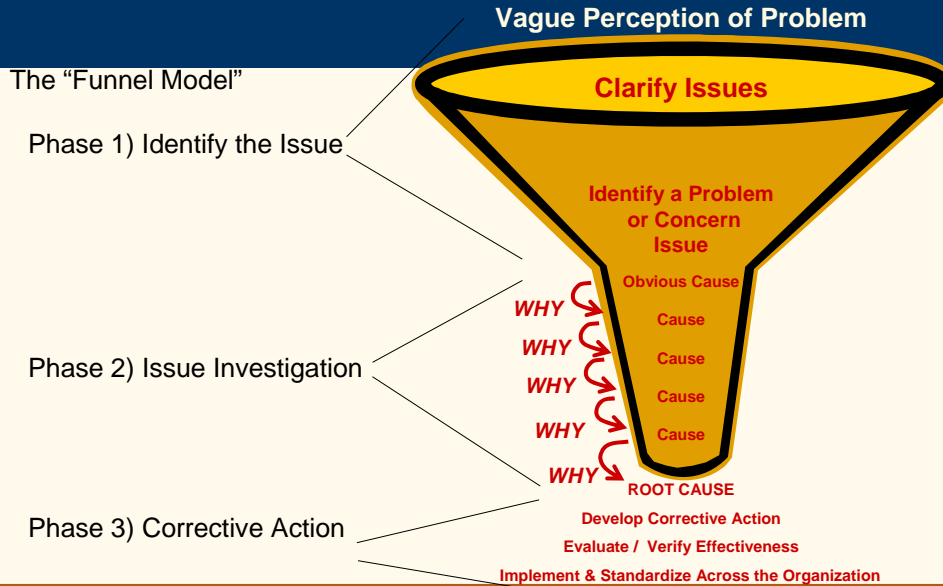 Vague Perception of Problem
The “Funnel Model”
Clarify Issues
Phase 1) Identify the Issue
Identify a Problem
or Concern
Issue
Obvious Cause
WHY
Cause
WHY
Cause
Phase 2) Issue Investigation
WHY
Cause
WHY
Cause
WHY
ROOT CAUSE
Phase 3) Corrective Action
Develop Corrective Action
Evaluate / Verify Effectiveness
Implement & Standardize Across the Organization